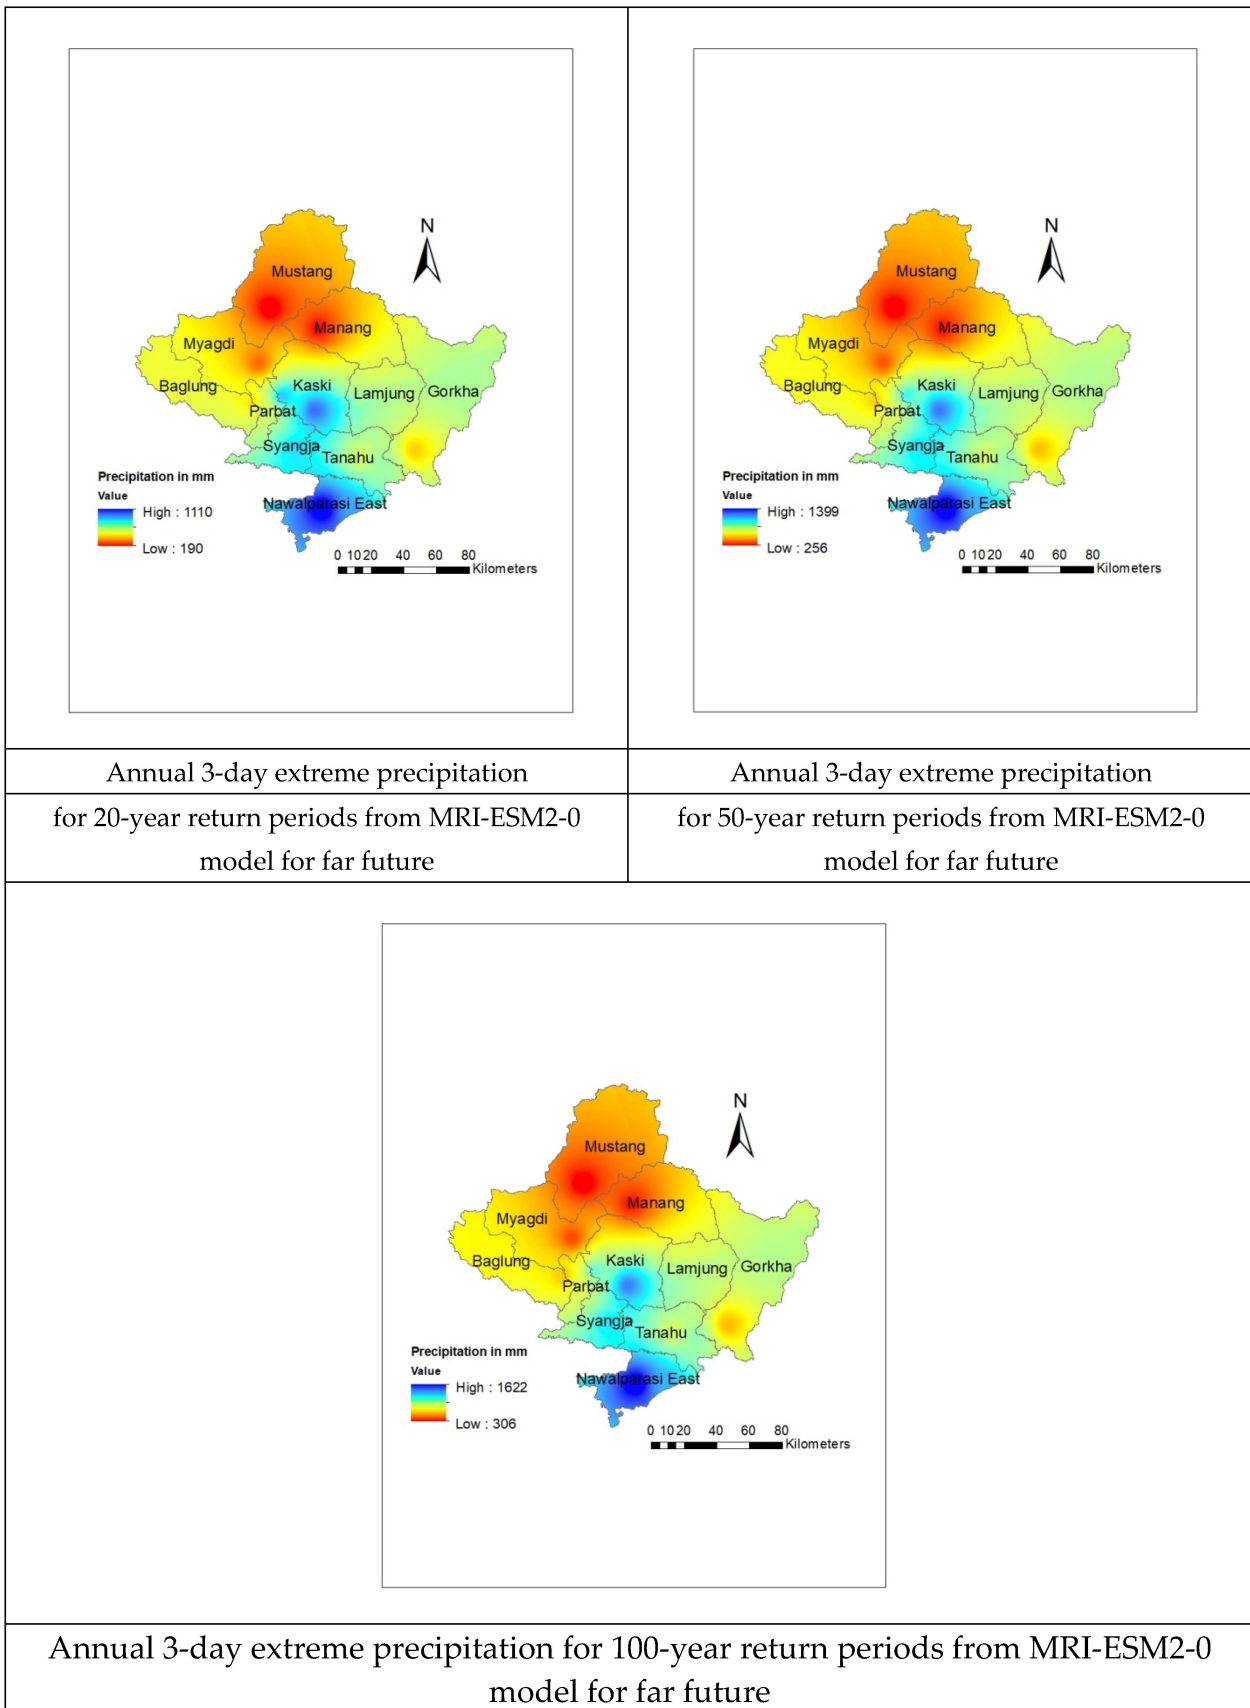 N
Mustang
Manang
Myagdi
Baglung
Kaski
Lamjung
Gorkha
Parbat
Syangja
Tanahu
Nawalparasi East
Precipitation in mm
Value
High : 1110
Low : 190
0 10 20 40 60 80
Kilometers
N
Mustang
Manang
Myagdi
Baglung
Kaski
Lamjung
Gorkha
Parbat
Syangja
Tanahu
Nawalparasi East
Precipitation in mm
Value
High : 1399
Low : 256
0 10 20 40 60 80
Kilometers
Annual 3-day extreme precipitation
for 20-year return periods from MRI-ESM2-0
model for far future
Annual 3-day extreme precipitation
for 50-year return periods from MRI-ESM2-0
model for far future
N
Mustang
Manang
Myagdi
Baglung
Kaski
Lamjung
Gorkha
Parbat
Syangja
Tanahu
Nawalparasi East
Precipitation in mm
Value
High : 1622
Low : 306
0 10 20 40 60 80
Kilometers
Annual 3-day extreme precipitation for 100-year return periods from MRI-ESM2-0
model for far future